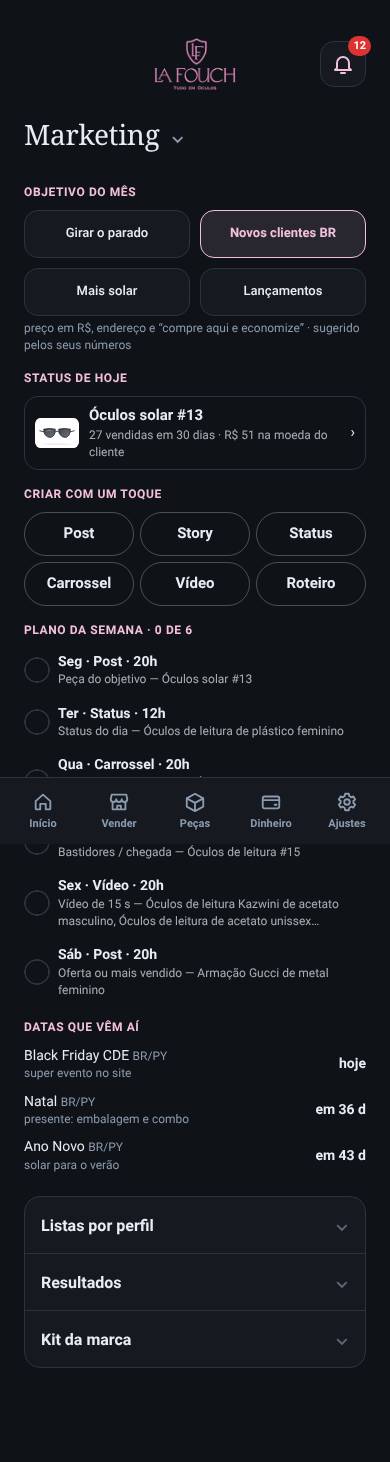 LF
LA FOUCH
TUDO EM ÓCULOS
12
Marketing
OBJETIVO DO MÊS
Girar o parado
Novos clientes BR
Mais solar
Lançamentos
preço em R$, endereço e “compre aqui e economize” · sugerido
pelos seus números
STATUS DE HOJE
Óculos solar #13
27 vendidas em 30 dias · R$ 51 na moeda do
cliente
CRIAR COM UM TOQUE
Post
Story
Status
Carrossel
Vídeo
Roteiro
PLANO DA SEMANA · 0 DE 6
Seg · Post · 20h
Peça do objetivo — Óculos solar #13
Ter · Status · 12h
Status do dia — Óculos de leitura de plástico feminino
Qua · Carrossel · 20h
Início
Vender
Peças
Dinheiro
Ajustes
Bastidores / chegada — Óculos de leitura #15
Sex · Vídeo · 20h
Vídeo de 15 s — Óculos de leitura Kazwini de acetato
masculino, Óculos de leitura de acetato unissex…
Sáb · Post · 20h
Oferta ou mais vendido — Armação Gucci de metal
feminino
DATAS QUE VÊM AÍ
Black Friday CDE BR/PY
super evento no site
hoje
Natal BR/PY
presente: embalagem e combo
em 36 d
Ano Novo BR/PY
solar para o verão
em 43 d
Listas por perfil
Resultados
Kit da marca